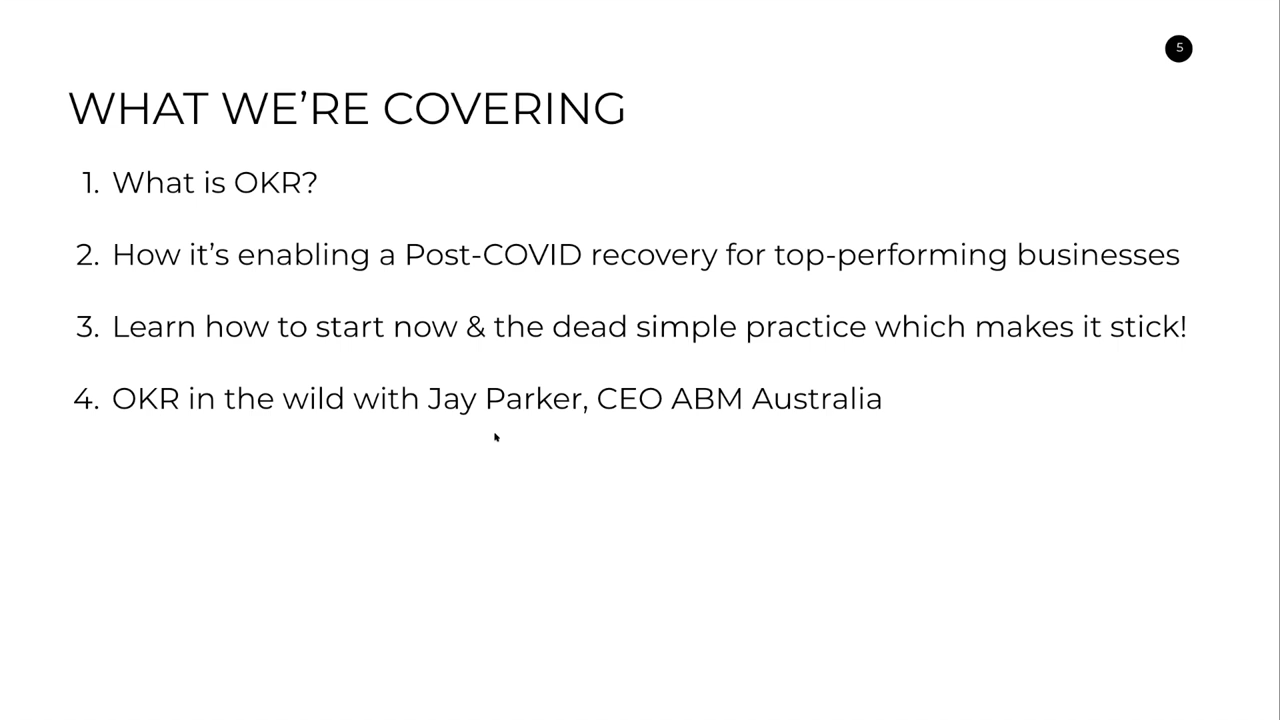 5
WHAT WE’RE COVERING
1. What is OKR?
2. How it’s enabling a Post-COVID recovery for top-performing businesses
3. Learn how to start now & the dead simple practice which makes it stick!
4. OKR in the wild with Jay Parker, CEO ABM Australia